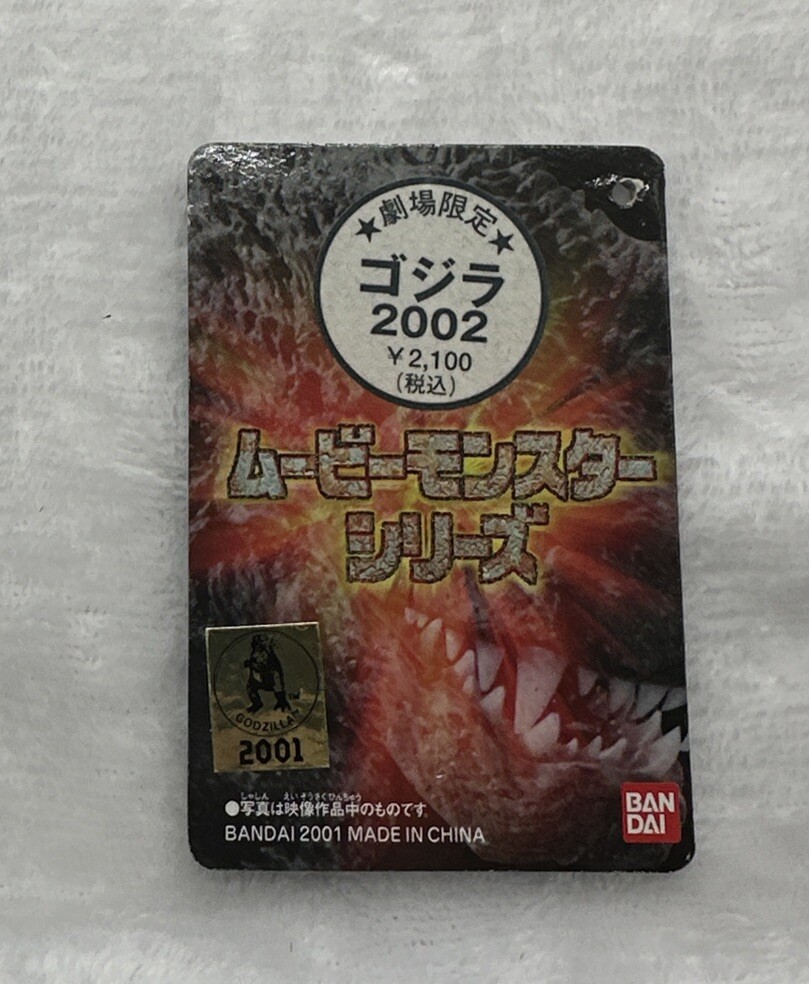 ★劇場限定★
ゴジラ
2002
￥2,100
(税込)
ムービーモンスター
シリーズ
TM
GODZILLA
2001
しゃしん えいぞうさくひんちゅう
●写真は映像作品中のものです
BANDAI 2001 MADE IN CHINA
BAN
DAI